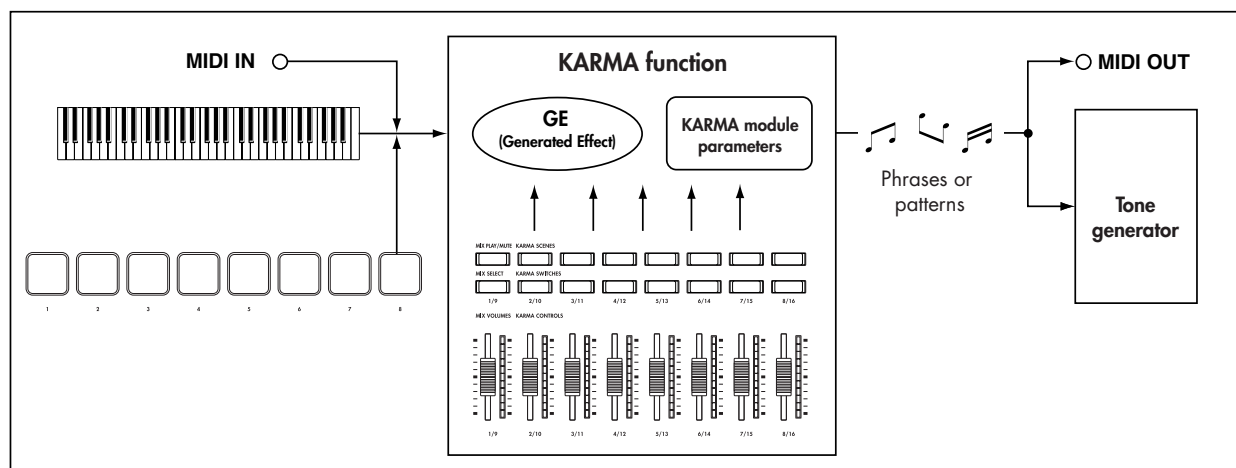 MIDI IN
KARMA function
MIDI OUT
GE
(Generated Effect)
KARMA module
parameters
Phrases or
patterns
Tone
generator
MIX PLAY/MUTE KARMA SCENES
MIX SELECT KARMA SWITCHES
1/9 2/10 3/11 4/12 5/13 6/14 7/15 8/16
1 2 3 4 5 6 7 8
MIX VOLUMES KARMA CONTROLS
1/9 2/10 3/11 4/12 5/13 6/14 7/15 8/16